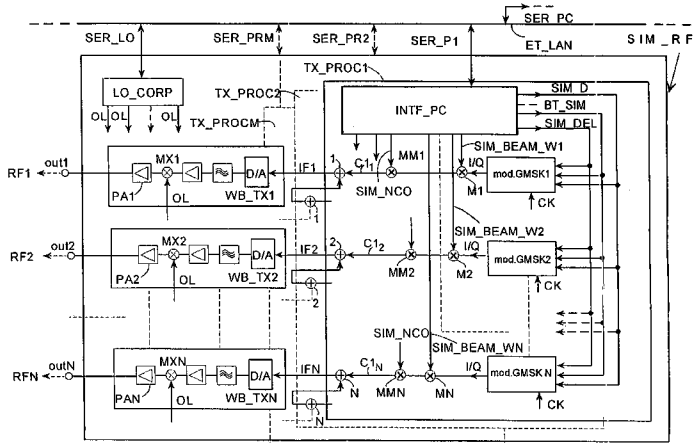 SER_PC
SER_LO
SER_PRM
SER_PR2
SER_P1
ET_LAN
SIM_RF
TX_PROC1
TX_PROC2
TX_PROCM
LO_CORP
INTF_PC
SIM_D
BT_SIM
SIM_DEL
OL OL OL
SIM_BEAM_W1
MM1
RF1 out1 MX1 D/A IF1 1 C1₁ I/Q mod.GMSK1
PA1 OL WB_TX1 1 SIM_NCO M1 CK
SIM_BEAM_W2
RF2 out2 MX2 D/A IF2 2 C1₂ I/Q mod.GMSK2
PA2 OL WB_TX2 2 MM2 M2 CK
SIM_NCO
SIM_BEAM_WN
RFN outN MXN D/A IFN C1N I/Q mod.GMSK N
PAN OL WB_TXN N N MMN MN CK